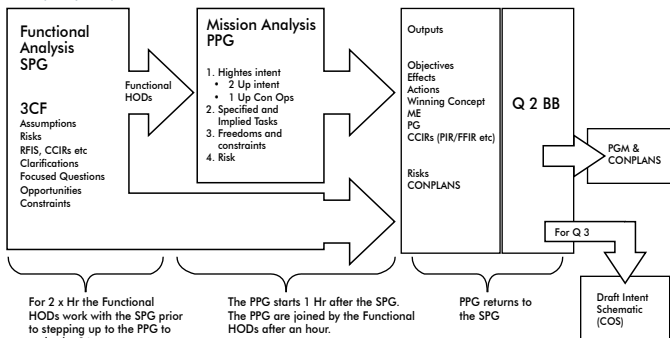 Functional
Analysis
SPG
3CF
Assumptions
Risks
RFIS, CCIRs etc
Clarifications
Focused Questions
Opportunities
Constraints
Functional
HODs
Mission Analysis
PPG
1. Hightes intent
• 2 Up intent
• 1 Up Con Ops
2. Specified and
Implied Tasks
3. Freedoms and
constraints
4. Risk
Outputs
Objectives
Effects
Actions
Winning Concept
ME
PG
CCIRs (PIR/FFIR etc)
Risks
CONPLANS
Q 2 BB
PGM &
CONPLANS
For Q 3
Draft Intent
Schematic
(COS)
For 2 x Hr the Functional
HODs work with the SPG prior
to stepping up to the PPG to
The PPG starts 1 Hr after the SPG.
The PPG are joined by the Functional
HODs after an hour.
PPG returns to
the SPG